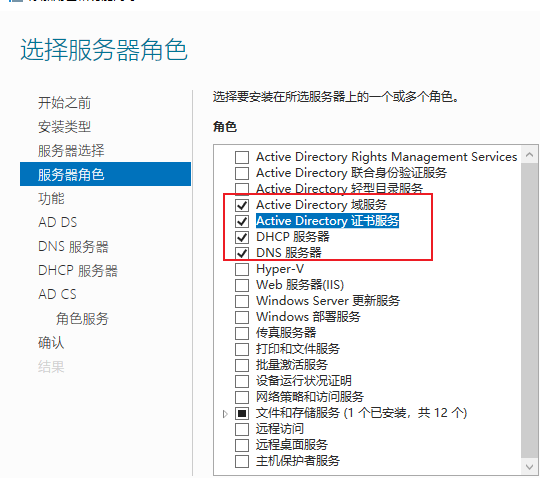 选择服务器角色
开始之前
安装类型
服务器选择
服务器角色
功能
AD DS
DNS 服务器
DHCP 服务器
AD CS
角色服务
确认
结果
选择要安装在所选服务器上的一个或多个角色。
角色
Active Directory Rights Management Services
Active Directory 联合身份验证服务
Active Directory 轻型目录服务
Active Directory 域服务
Active Directory 证书服务
DHCP 服务器
DNS 服务器
Hyper-V
Web 服务器(IIS)
Windows Server 更新服务
Windows 部署服务
传真服务器
打印和文件服务
批量激活服务
设备运行状况证明
网络策略和访问服务
文件和存储服务 (1 个已安装，共 12 个)
远程访问
远程桌面服务
主机保护者服务